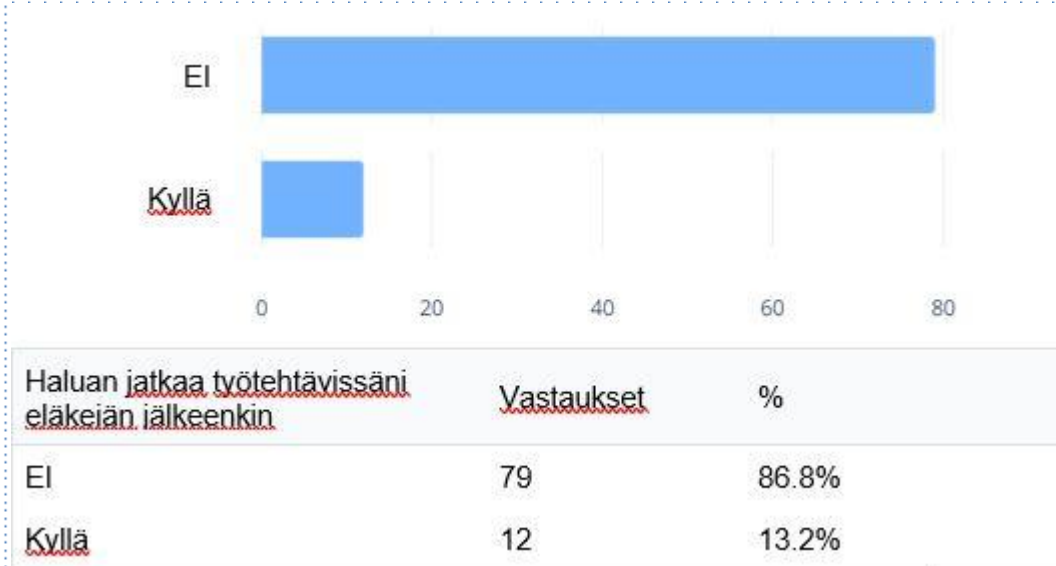 EI
Kyllä
0 20 40 60 80
Haluan jatkaa työtehtävissäni
eläkeiän jälkeenkin
Vastaukset
%
EI 79 86.8%
Kyllä 12 13.2%